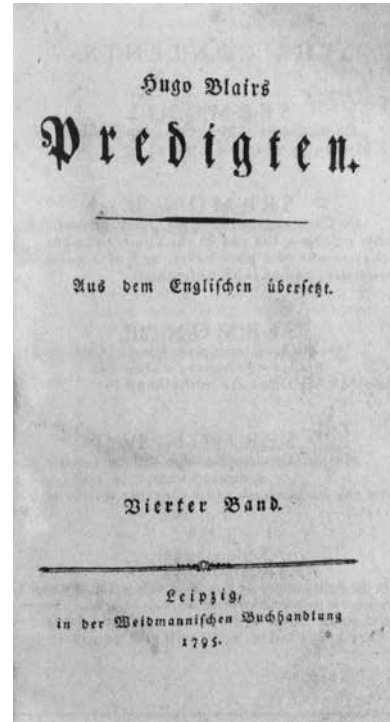 Hugo Blairs
Predigten.
Aus dem Englischen übersetzt.
Vierter Band.
Leipzig,
in der Weidmannischen Buchhandlung
1795.